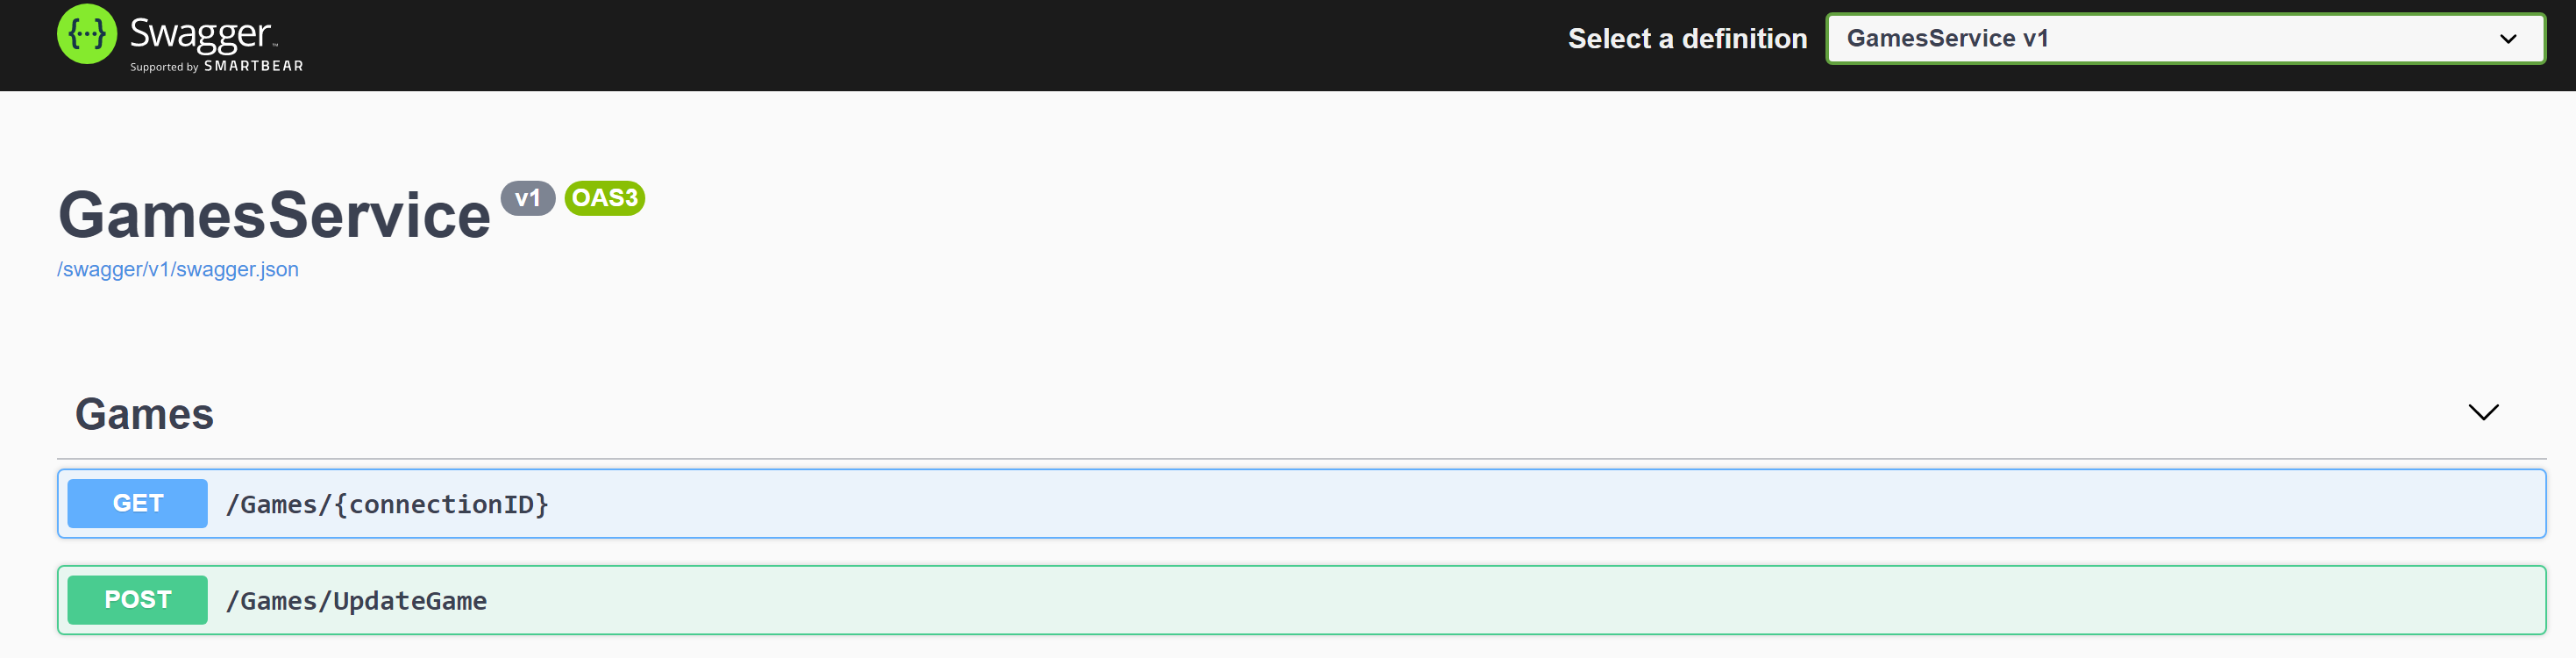 {···} Swagger™
Supported by SMARTBEAR
Select a definition
GamesService v1
GamesService v1 OAS3
/swagger/v1/swagger.json
Games
GET /Games/{connectionID}
POST /Games/UpdateGame